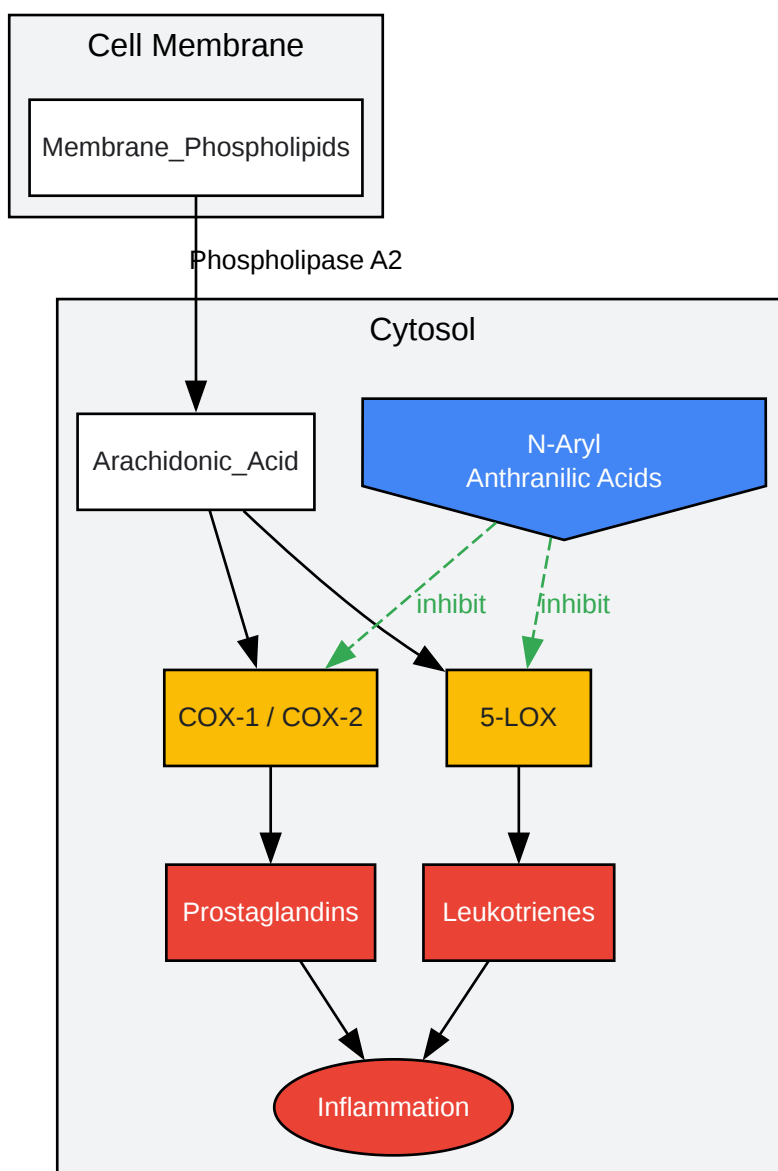 Cell Membrane
Membrane_Phospholipids
Phospholipase A2
Cytosol
Arachidonic_Acid
N-Aryl
Anthranilic Acids
inhibit
inhibit
COX-1 / COX-2
5-LOX
Prostaglandins
Leukotrienes
Inflammation